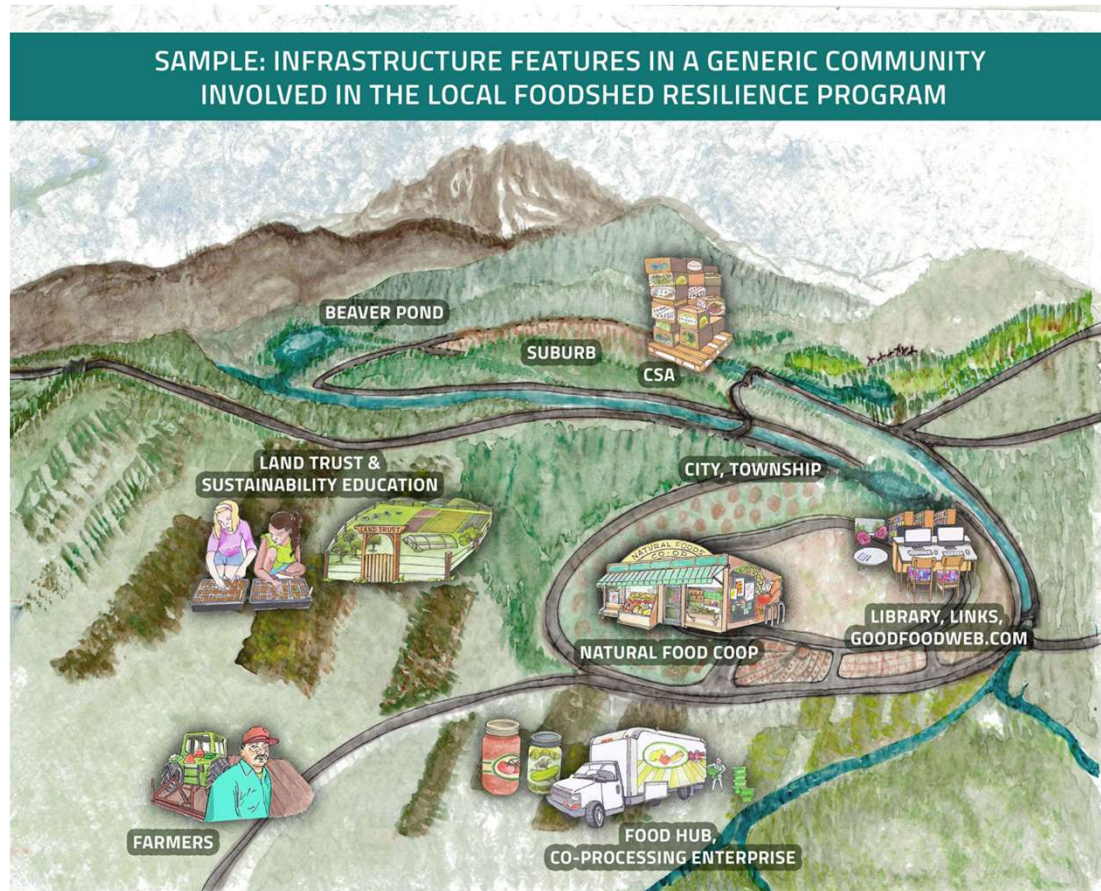 SAMPLE: INFRASTRUCTURE FEATURES IN A GENERIC COMMUNITY
INVOLVED IN THE LOCAL FOODSHED RESILIENCE PROGRAM
BEAVER POND
SUBURB
CSA
LAND TRUST &
SUSTAINABILITY EDUCATION
CITY, TOWNSHIP
LAND TRUST
NATURAL FOODS
CO-OP
LIBRARY, LINKS,
GOODFOODWEB.COM
NATURAL FOOD COOP
FARMERS
FOOD HUB,
CO-PROCESSING ENTERPRISE